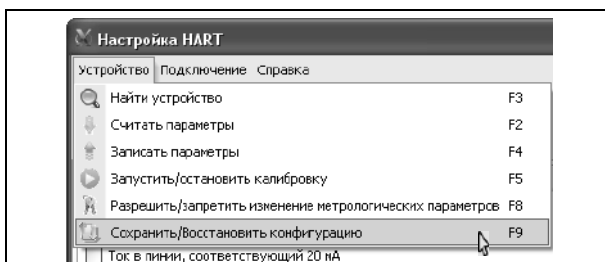 Настройка HART
Устройство Подключение Справка
Найти устройство F3
Считать параметры F2
Записать параметры F4
Запустить/остановить калибровку F5
Разрешить/запретить изменение метрологических параметров F8
Сохранить/Восстановить конфигурацию F9
Ток в линии, соответствующий 20 мА